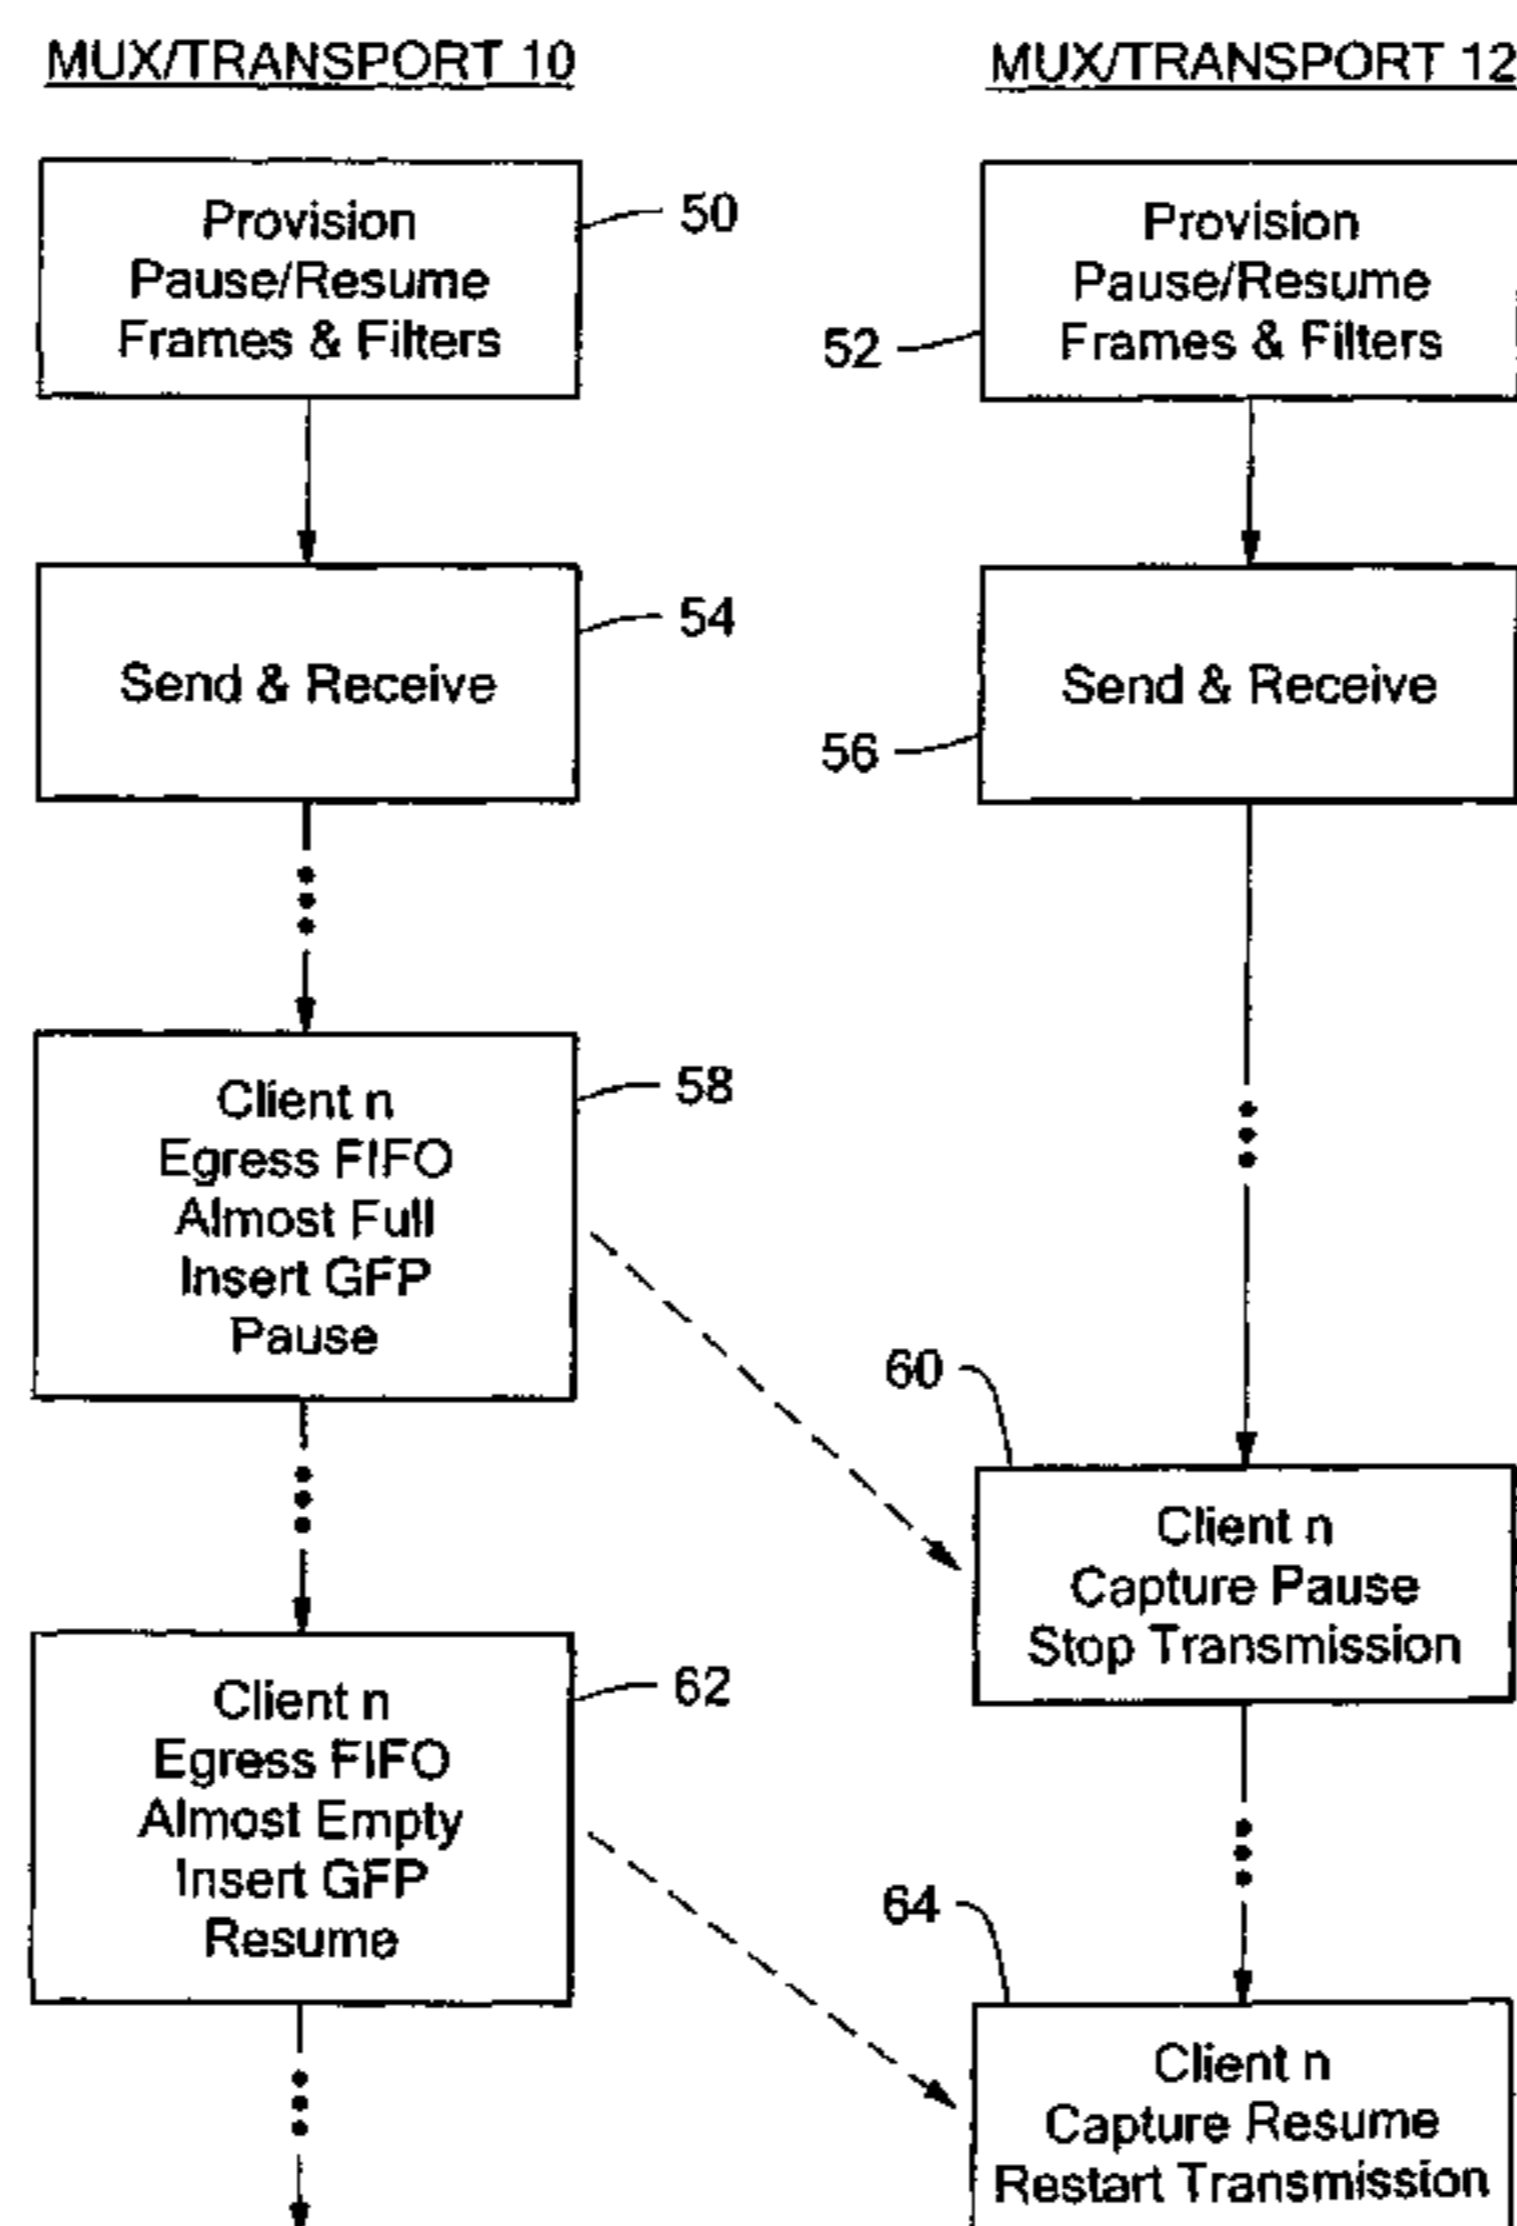 MUX/TRANSPORT 10
MUX/TRANSPORT 12
Provision
Pause/Resume
Frames & Filters
50
Provision
Pause/Resume
Frames & Filters
52
Send & Receive
54
Send & Receive
56
Client n
Egress FIFO
Almost Full
Insert GFP
Pause
58
60
Client n
Capture Pause
Stop Transmission
Client n
Egress FIFO
Almost Empty
Insert GFP
Resume
62
64
Client n
Capture Resume
Restart Transmission